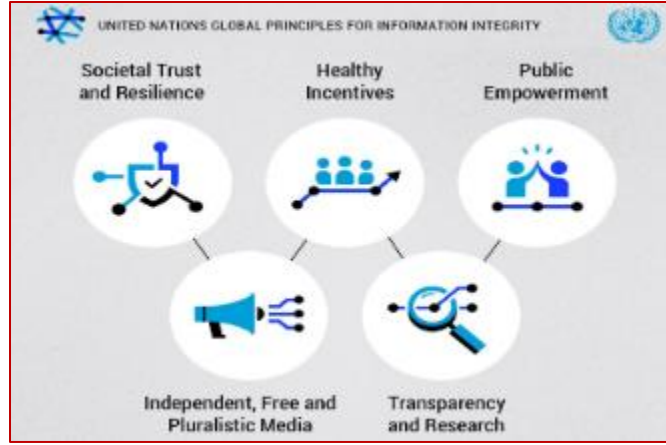 UNITED NATIONS GLOBAL PRINCIPLES FOR INFORMATION INTEGRITY
Societal Trust
and Resilience
Healthy
Incentives
Public
Empowerment
Independent, Free and
Pluralistic Media
Transparency
and Research